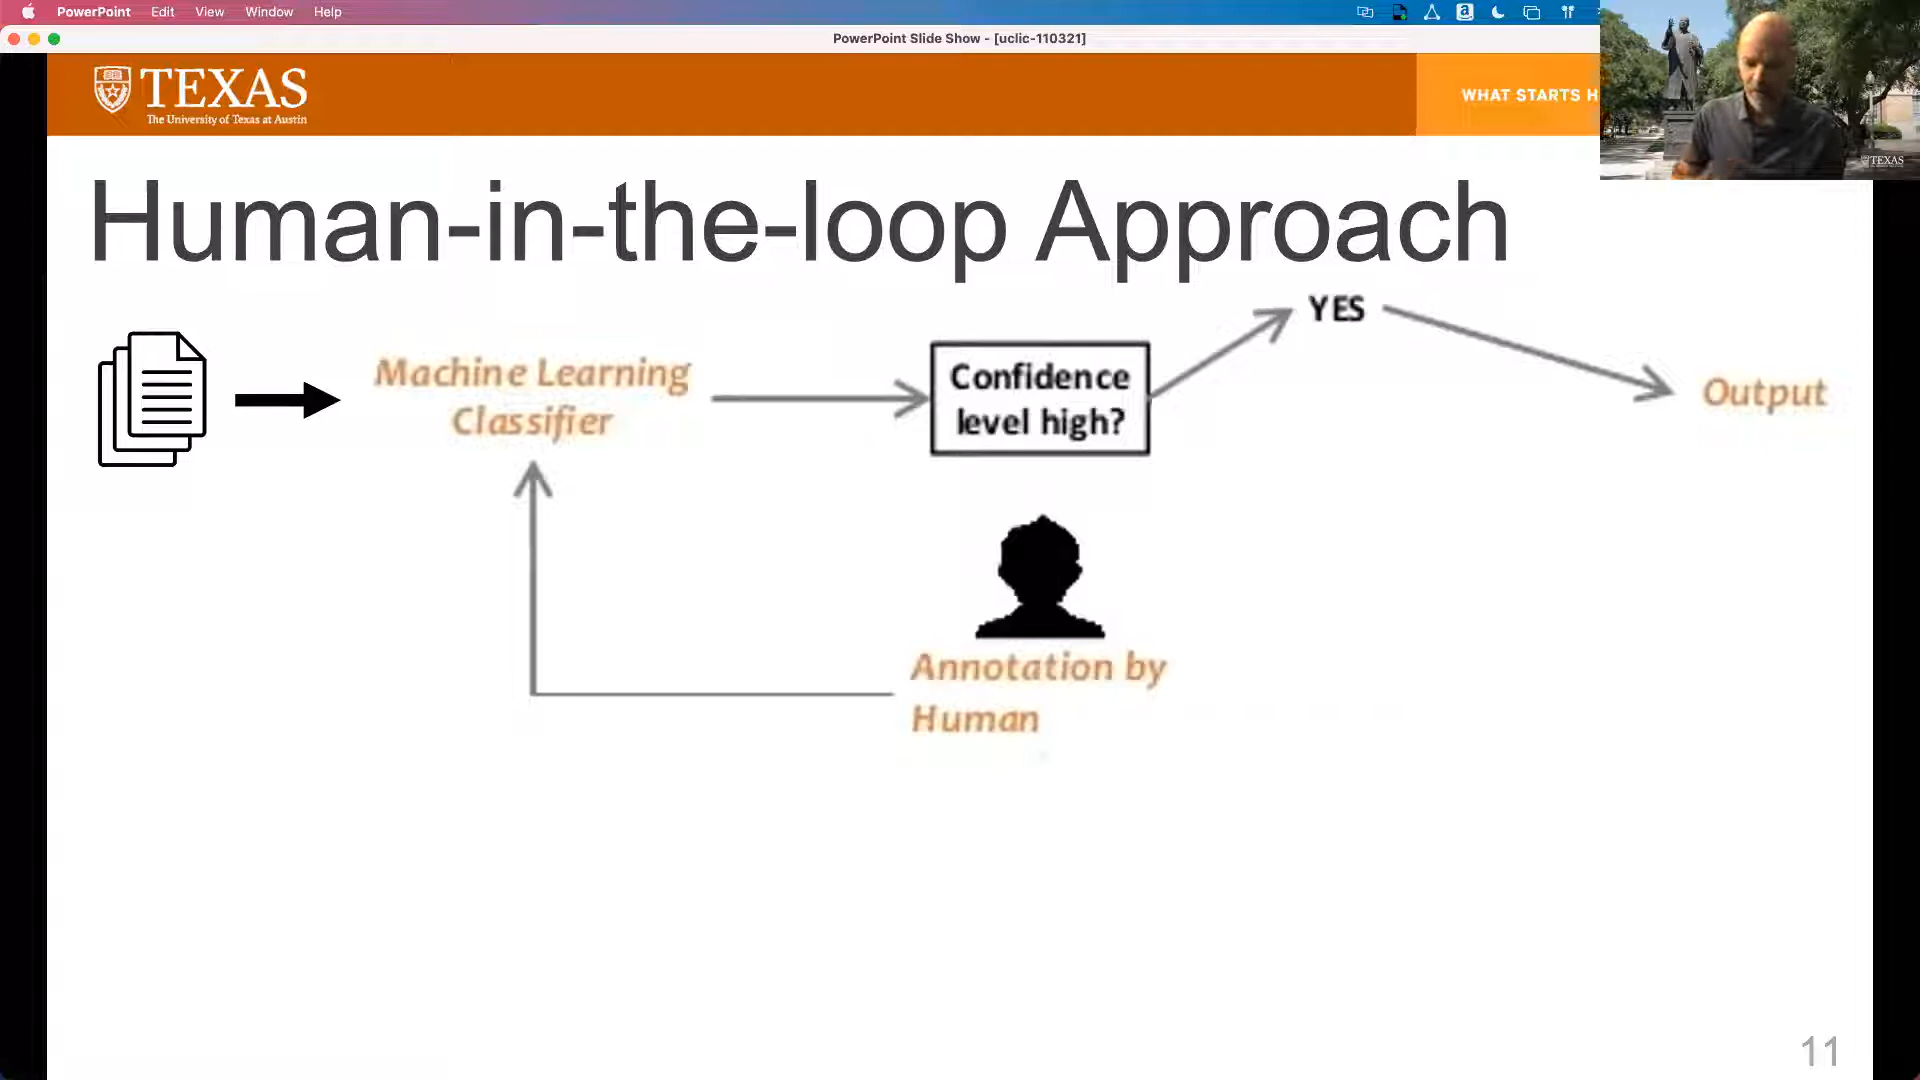 PowerPoint Edit View Window Help
PowerPoint Slide Show - [uclic-110321]
TEXAS
The University of Texas at Austin
WHAT STARTS H
TEXAS
Human-in-the-loop Approach
YES
Machine Learning
Classifier
Confidence
level high?
Output
Annotation by
Human
11